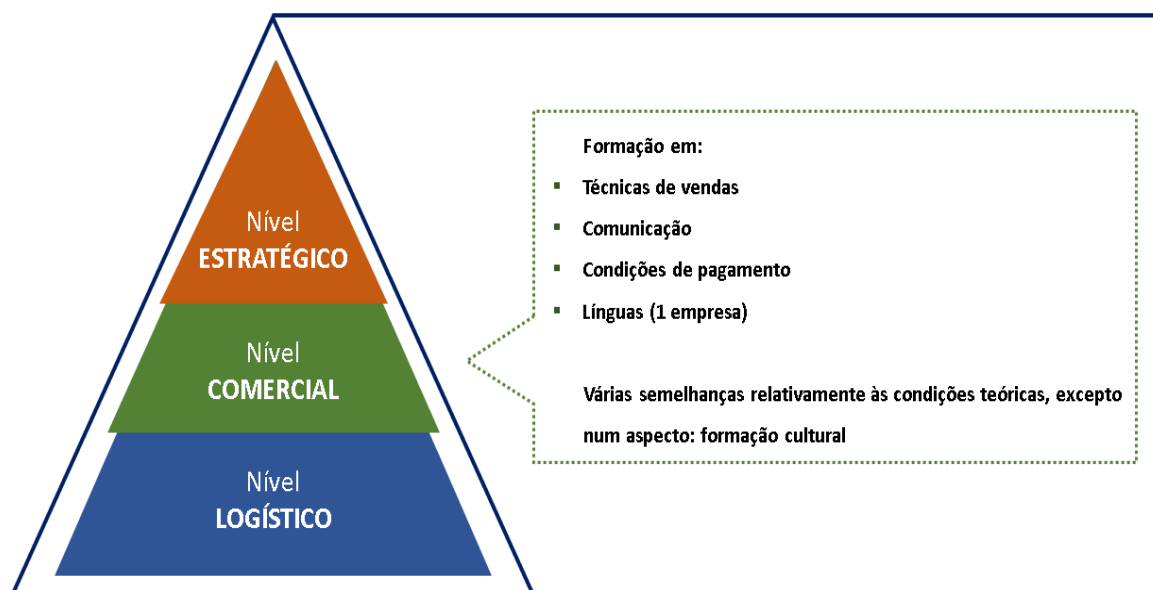 Nível
ESTRATÉGICO
Nível
COMERCIAL
Nível
LOGÍSTICO
Formação em:
▪ Técnicas de vendas
▪ Comunicação
▪ Condições de pagamento
▪ Línguas (1 empresa)
Várias semelhanças relativamente às condições teóricas, excepto
num aspecto: formação cultural